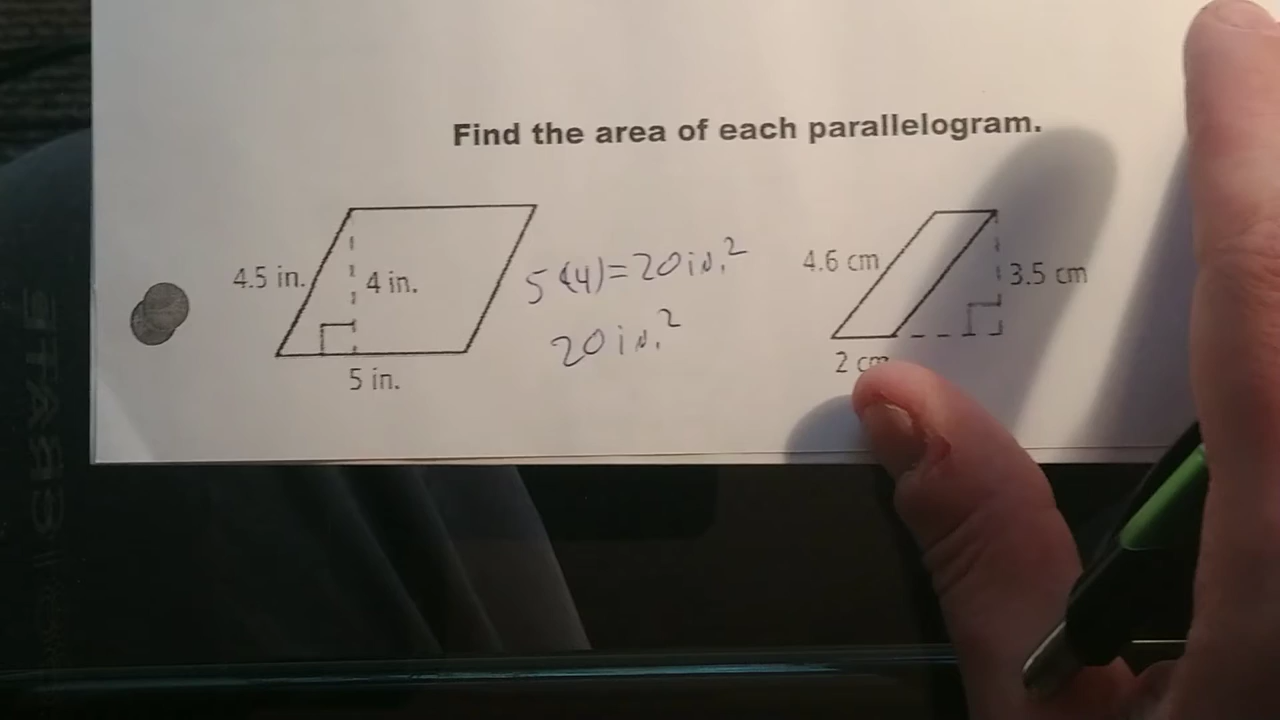 Find the area of each parallelogram.
4.5 in.
4 in.
5 in.
5(4)=20in.²
20in.²
4.6 cm
3.5 cm
2 cm